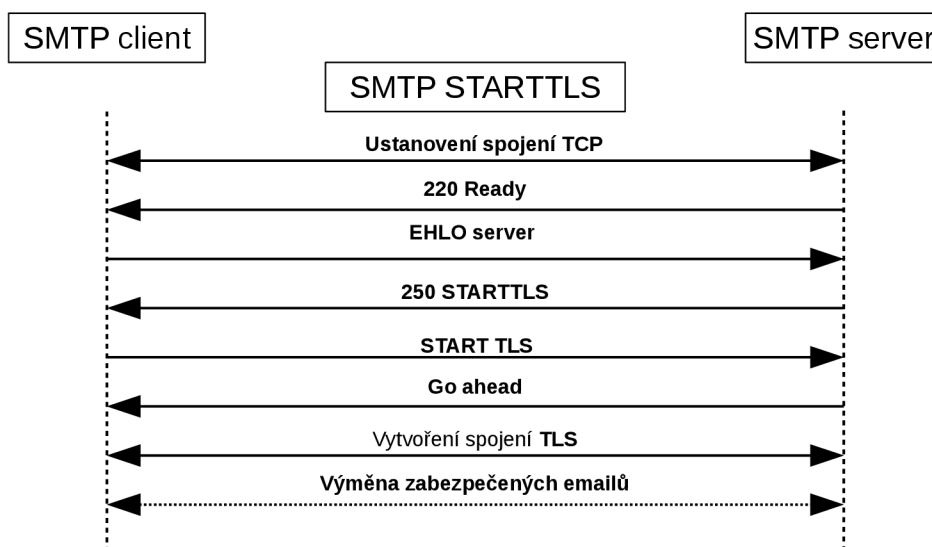 SMTP client
SMTP server
SMTP STARTTLS
Ustanovení spojení TCP
220 Ready
EHLO server
250 STARTTLS
START TLS
Go ahead
Vytvoření spojení TLS
Výměna zabezpečených emailů